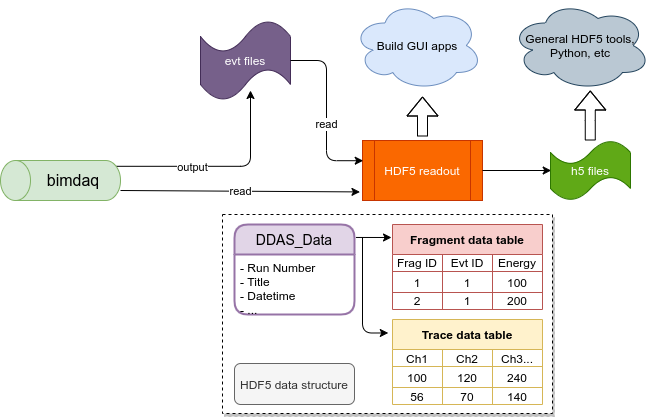 Build GUI apps
General HDF5 tools,
Python, etc
evt files
read
output
bimdaq
read
HDF5 readout
h5 files
DDAS_Data
- Run Number
- Title
- Datetime
- ...
Fragment data table
Frag ID Evt ID Energy
1 1 100
2 1 200
Trace data table
Ch1 Ch2 Ch3...
100 120 240
56 70 140
HDF5 data structure